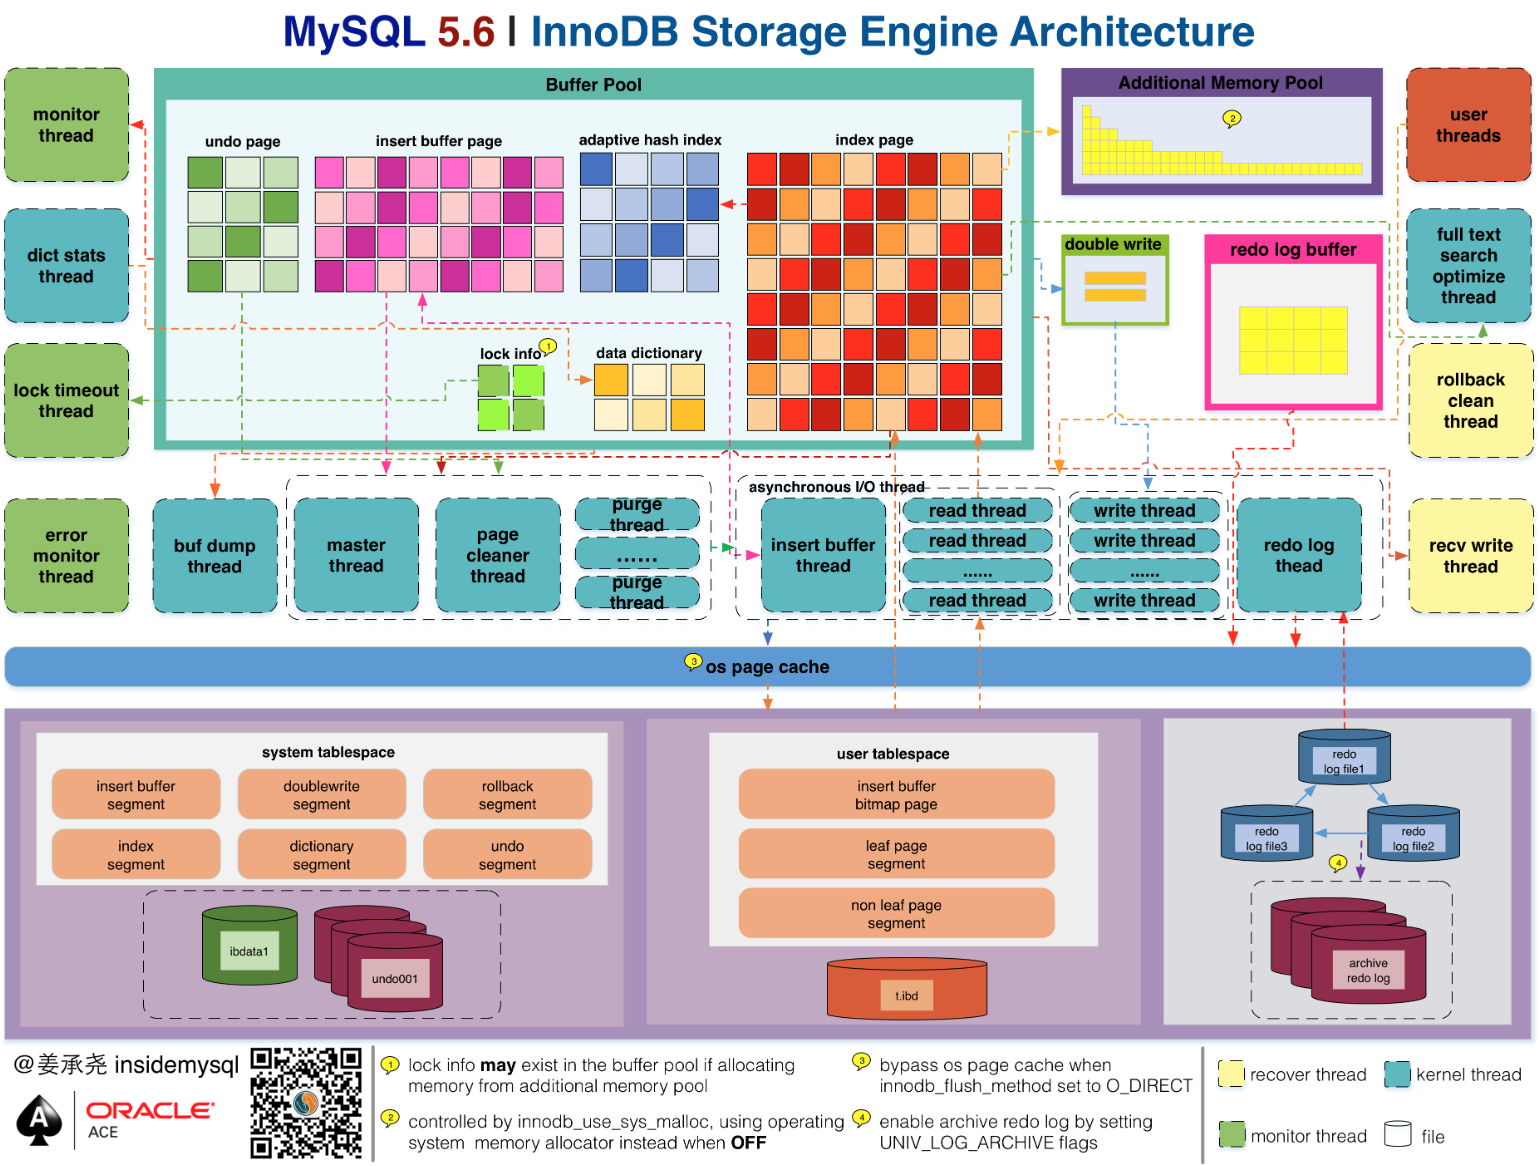 MySQL 5.6 | InnoDB Storage Engine Architecture
monitor
thread
dict stats
thread
lock timeout
thread
error
monitor
thread
Buffer Pool
undo page
insert buffer page
adaptive hash index
index page
lock info
1
data dictionary
Additional Memory Pool
2
double write
redo log buffer
user
threads
full text
search
optimize
thread
rollback
clean
thread
recv write
thread
buf dump
thread
master
thread
page
cleaner
thread
purge
thread
......
purge
thread
asynchronous I/O thread
insert buffer
thread
read thread
read thread
......
read thread
write thread
write thread
......
write thread
redo log
thead
3
os page cache
system tablespace
insert buffer
segment
doublewrite
segment
rollback
segment
index
segment
dictionary
segment
undo
segment
ibdata1
undo001
user tablespace
insert buffer
bitmap page
leaf page
segment
non leaf page
segment
t.ibd
redo
log file1
redo
log file3
redo
log file2
4
archive
redo log
@姜承尧 insidemysql
A
ORACLE®
ACE
1 lock info may exist in the buffer pool if allocating
memory from additional memory pool
2 controlled by innodb_use_sys_malloc, using operating
system memory allocator instead when OFF
3 bypass os page cache when
innodb_flush_method set to O_DIRECT
4 enable archive redo log by setting
UNIV_LOG_ARCHIVE flags
recover thread
kernel thread
monitor thread
file